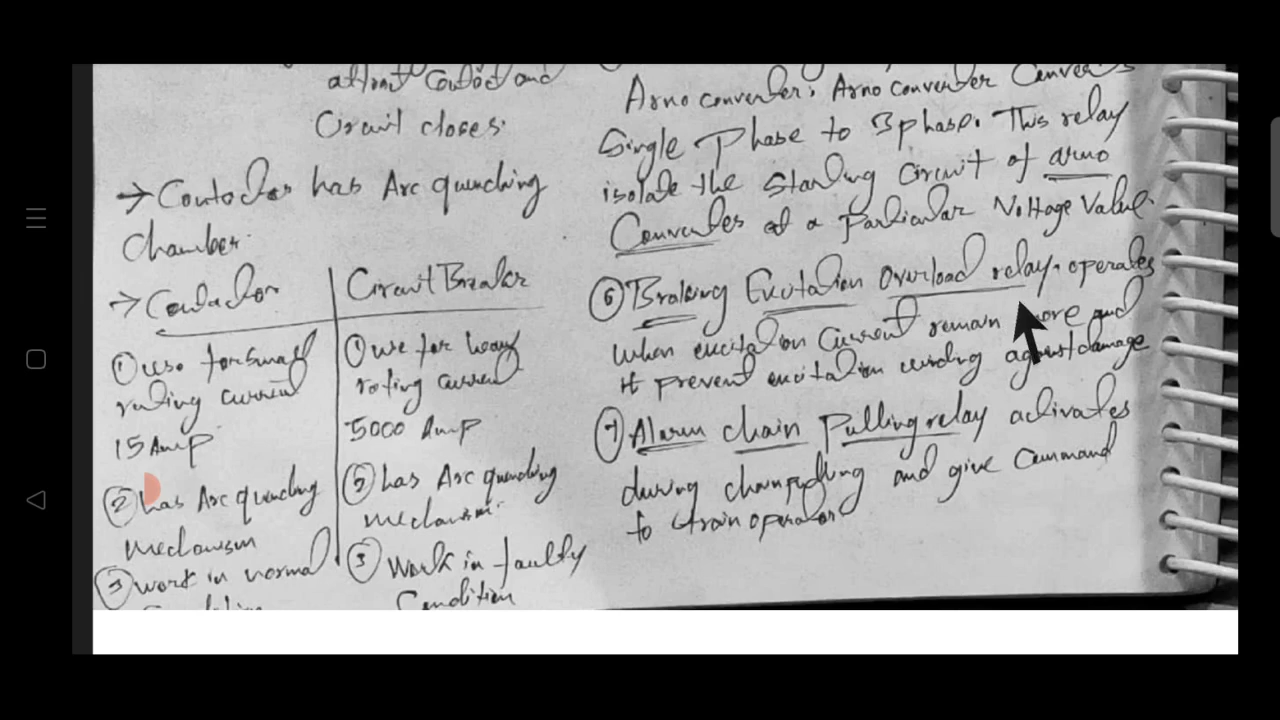 attract Contact and
Circuit closes.
→ Contactor has Arc quenching
Chamber.
→ Contactor
① use for small
rating current
15 Amp
② has Arc quenching
Mechanism
③ work in normal
Circuit Breaker
① use for heavy
rating current
5000 Amp
② has Arc quenching
mechanism.
③ Work in faulty
Condition
Arno converter. Arno converter Converts
Single Phase to 3 phase. This relay
isolate the Starting Circuit of arno
Converter at a particular Voltage Value.
⑥ Braking Excitation overload relay. operates
when excitation Current remain more and
it prevent excitation winding against damage
⑦ Alarm chain pulling relay activates
during chain pulling and give Command
to train operator